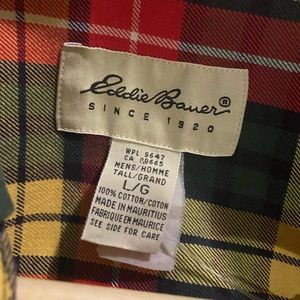 Eddie Bauer®
SINCE 1920
RPL 9647
CA 00665
MENS/HOMME
TALL/GRAND
L/G
100% COTTON/COTON
MADE IN MAURITIUS
FABRIQUE EN MAURICE
SEE SIDE FOR CARE